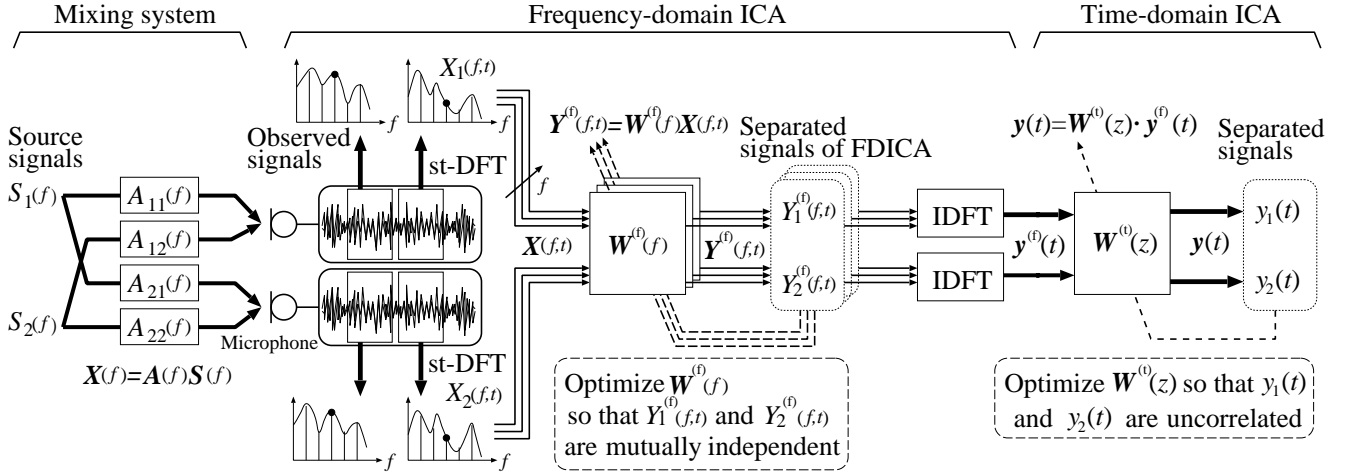 Mixing system
Frequency-domain ICA
Time-domain ICA
Source
signals
S1(f)
S2(f)
A11(f)
A12(f)
A21(f)
A22(f)
X(f)=A(f)S(f)
Microphone
Observed
signals
f
X1(f,t)
f
st-DFT
st-DFT
X2(f,t)
f
f
f
X(f,t)
Y(f)(f,t)=W(f)(f)X(f,t)
W(f)(f)
Y(f)(f,t)
Separated
signals of FDICA
Y1(f)(f,t)
Y2(f)(f,t)
Optimize W(f)(f)
so that Y1(f)(f,t) and Y2(f)(f,t)
are mutually independent
IDFT
IDFT
y(f)(t)
y(t)=W(t)(z)·y(f)(t)
W(t)(z)
y(t)
Separated
signals
y1(t)
y2(t)
Optimize W(t)(z) so that y1(t)
and y2(t) are uncorrelated